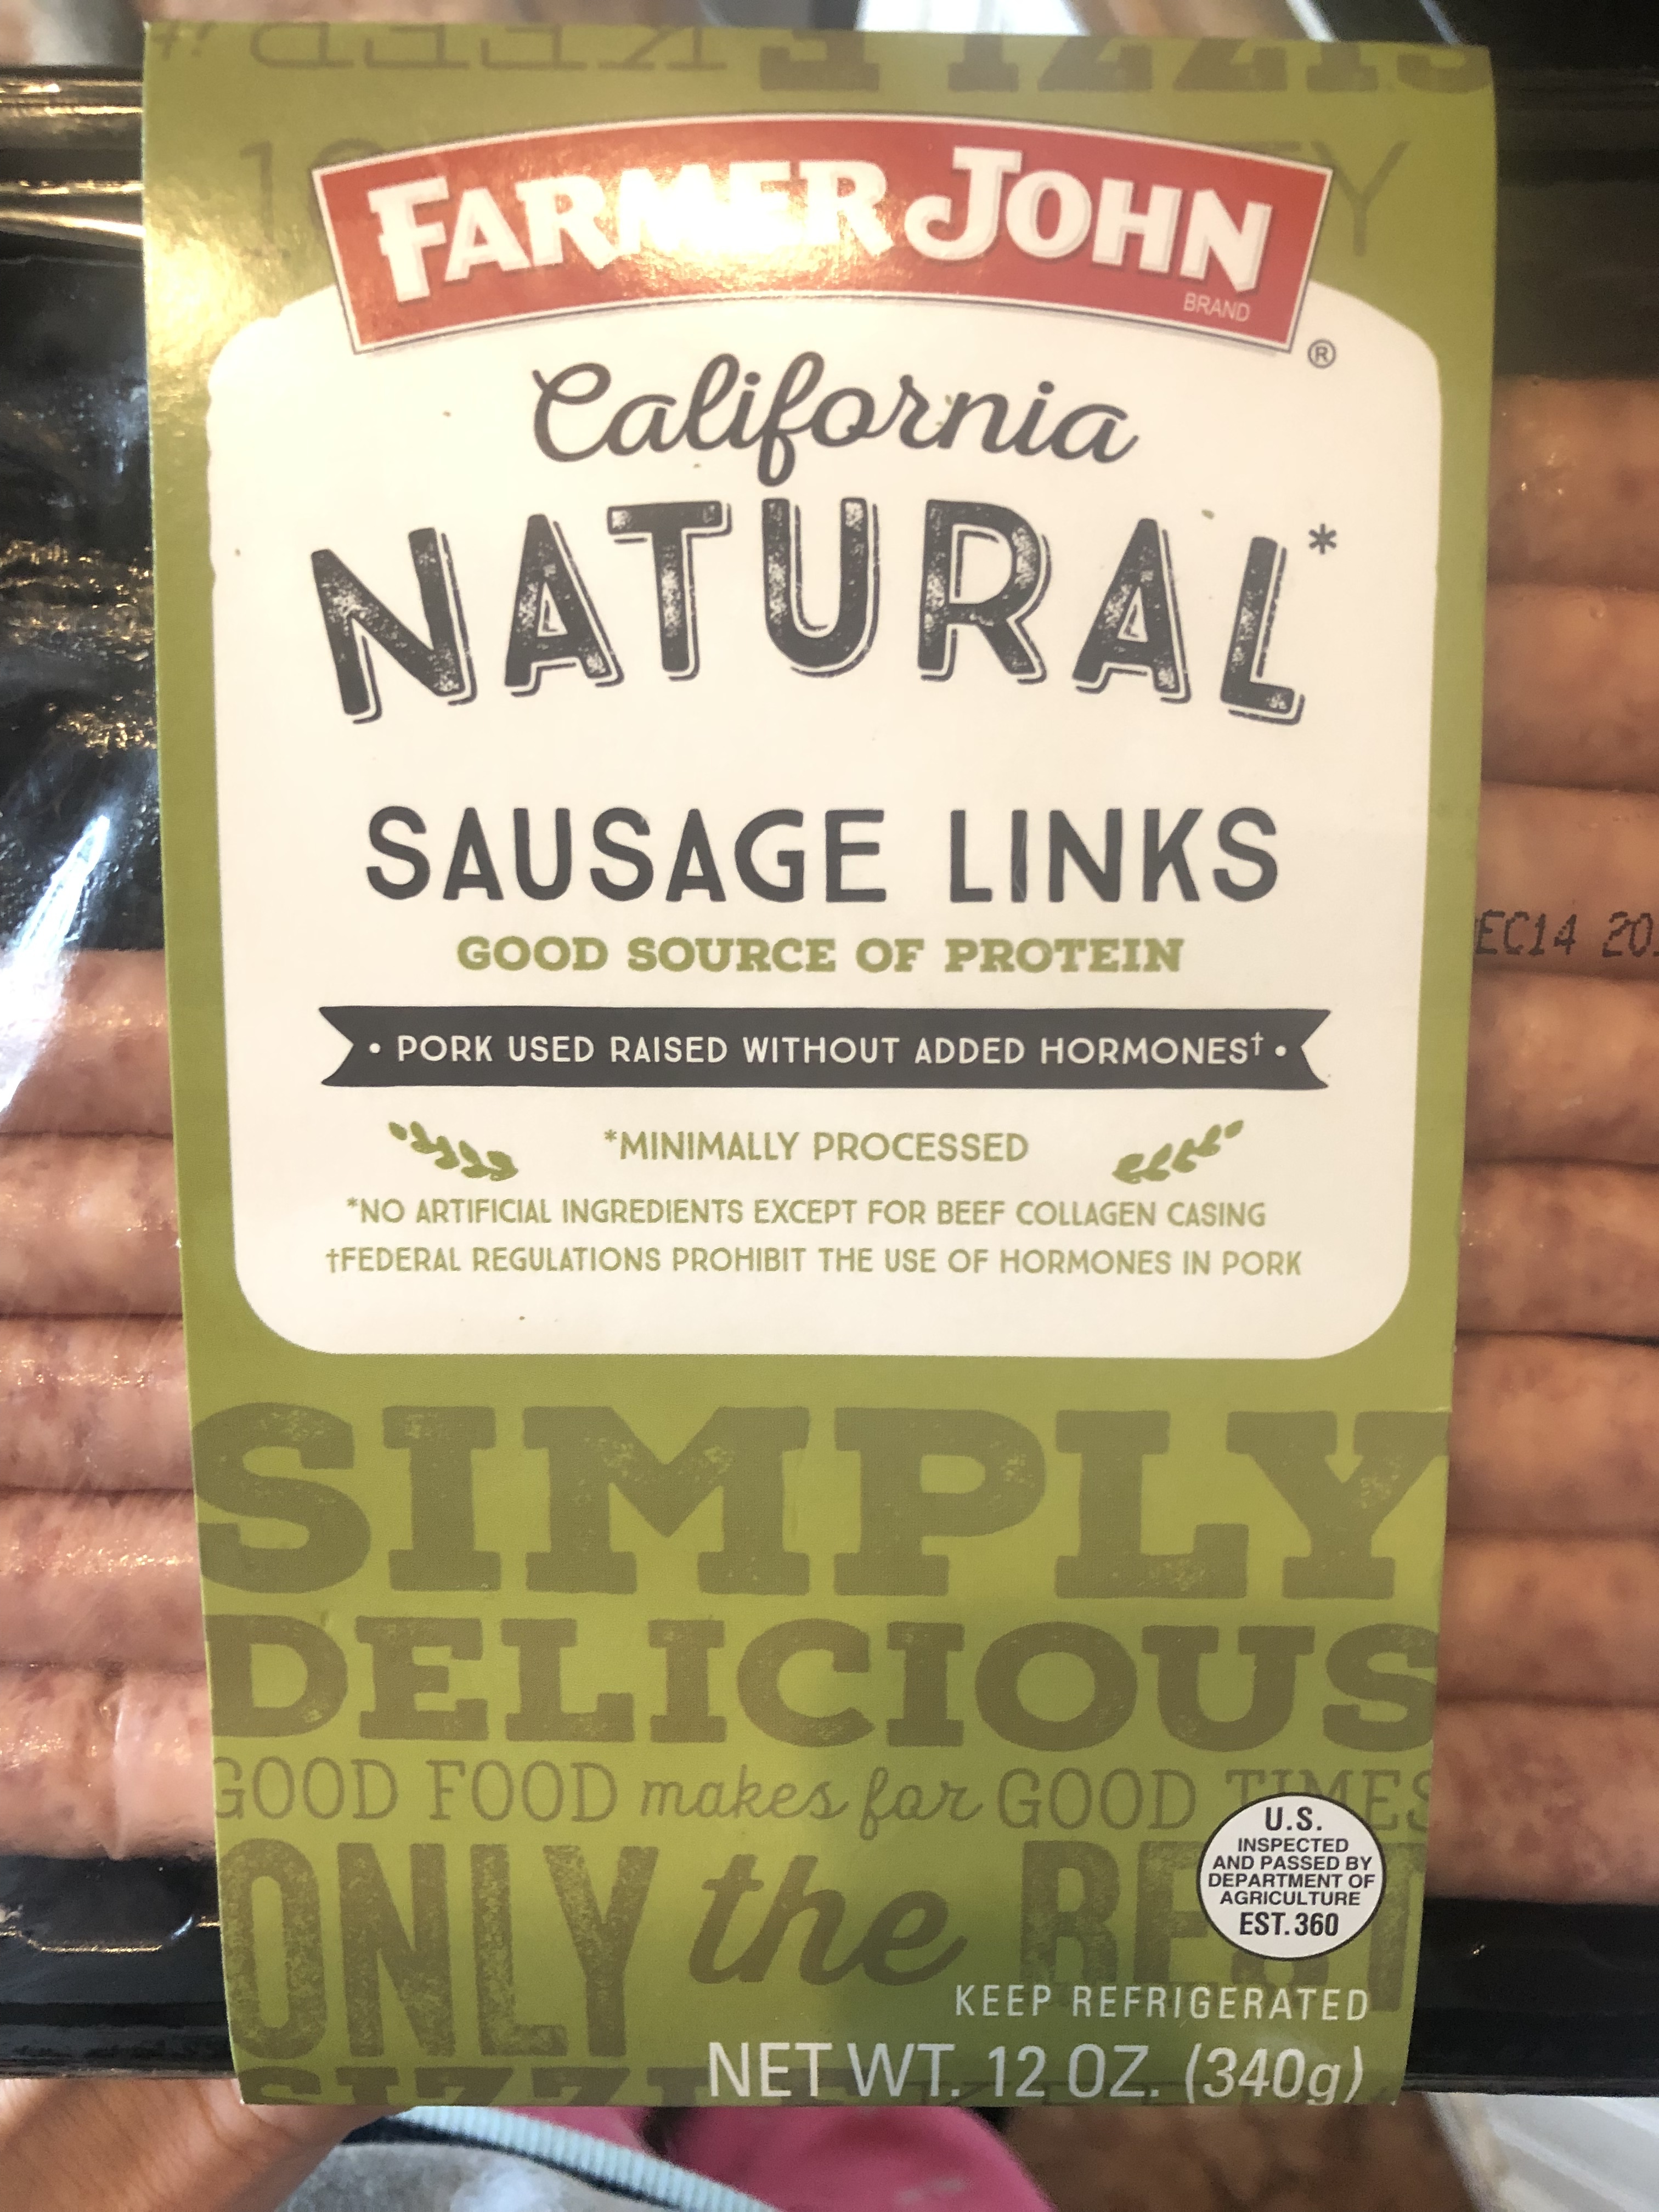 FARMER JOHN
BRAND
®
California
NATURAL*
SAUSAGE LINKS
GOOD SOURCE OF PROTEIN
• PORK USED RAISED WITHOUT ADDED HORMONES† •
*MINIMALLY PROCESSED
*NO ARTIFICIAL INGREDIENTS EXCEPT FOR BEEF COLLAGEN CASING
†FEDERAL REGULATIONS PROHIBIT THE USE OF HORMONES IN PORK
EC14 20
SIMPLY
DELICIOUS
GOOD FOOD makes for GOOD TIMES
ONLY the BEST
U.S.
INSPECTED
AND PASSED BY
DEPARTMENT OF
AGRICULTURE
EST. 360
KEEP REFRIGERATED
NET WT. 12 OZ. (340g)